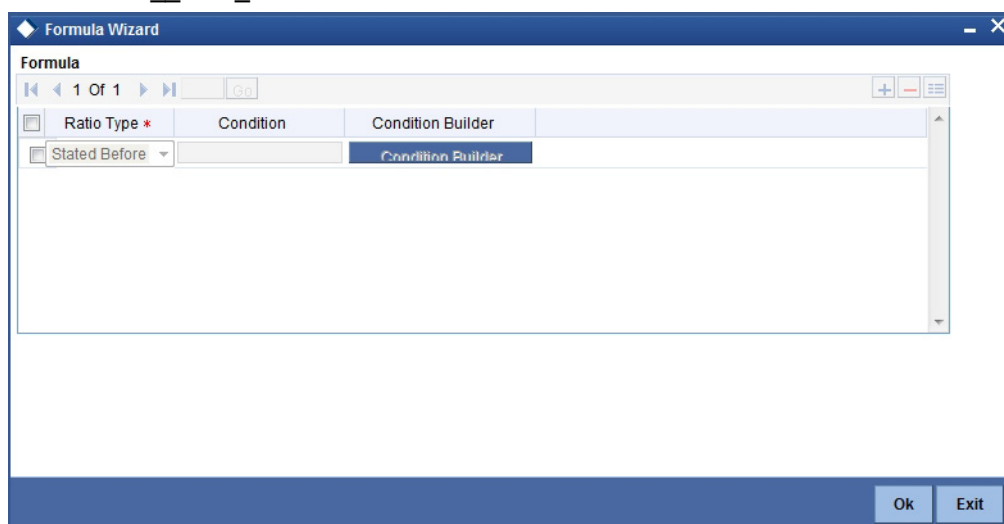 Formula Wizard
Formula
1 Of 1 Go
Ratio Type * Condition Condition Builder
Stated Before Condition Builder
Ok Exit